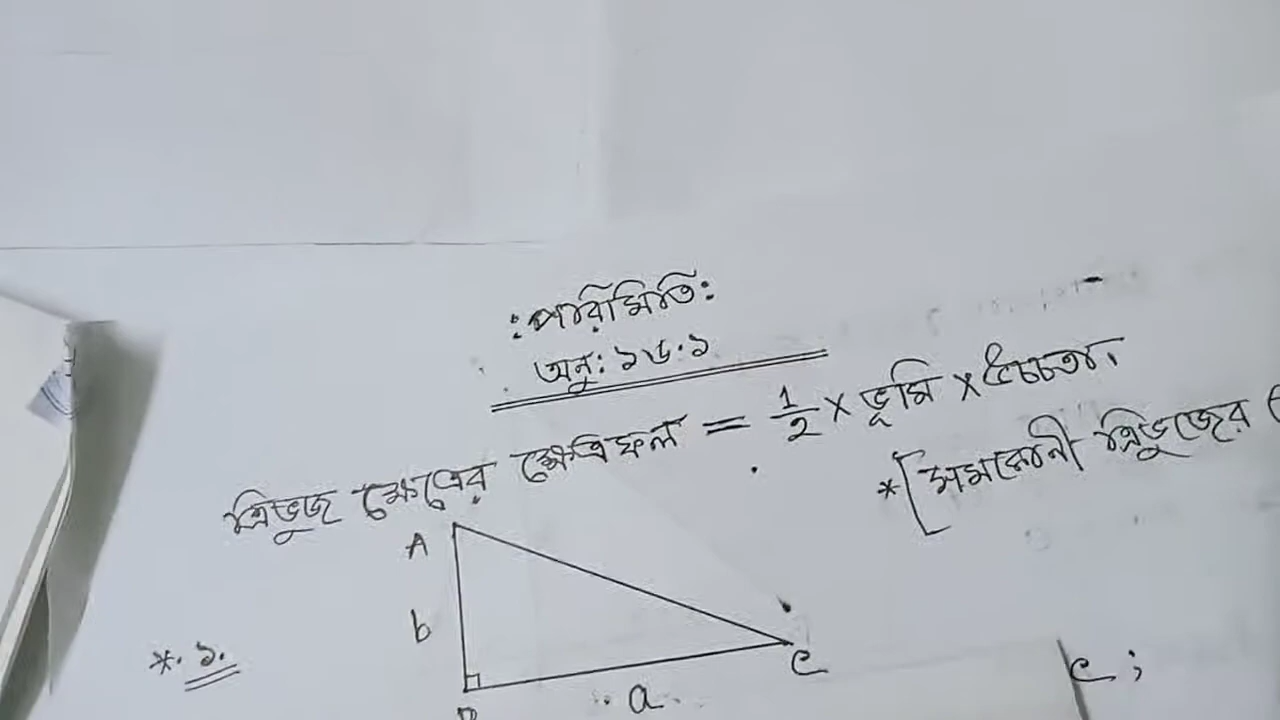 :পরিমিতি:
অনু: ১৬.১
ত্রিভুজ ক্ষেত্রের ক্ষেত্রফল = 1/2 × ভূমি × উচ্চতা।
*[সমকোনী ত্রিভুজের
A
b
*. ১.
a
C
C ;